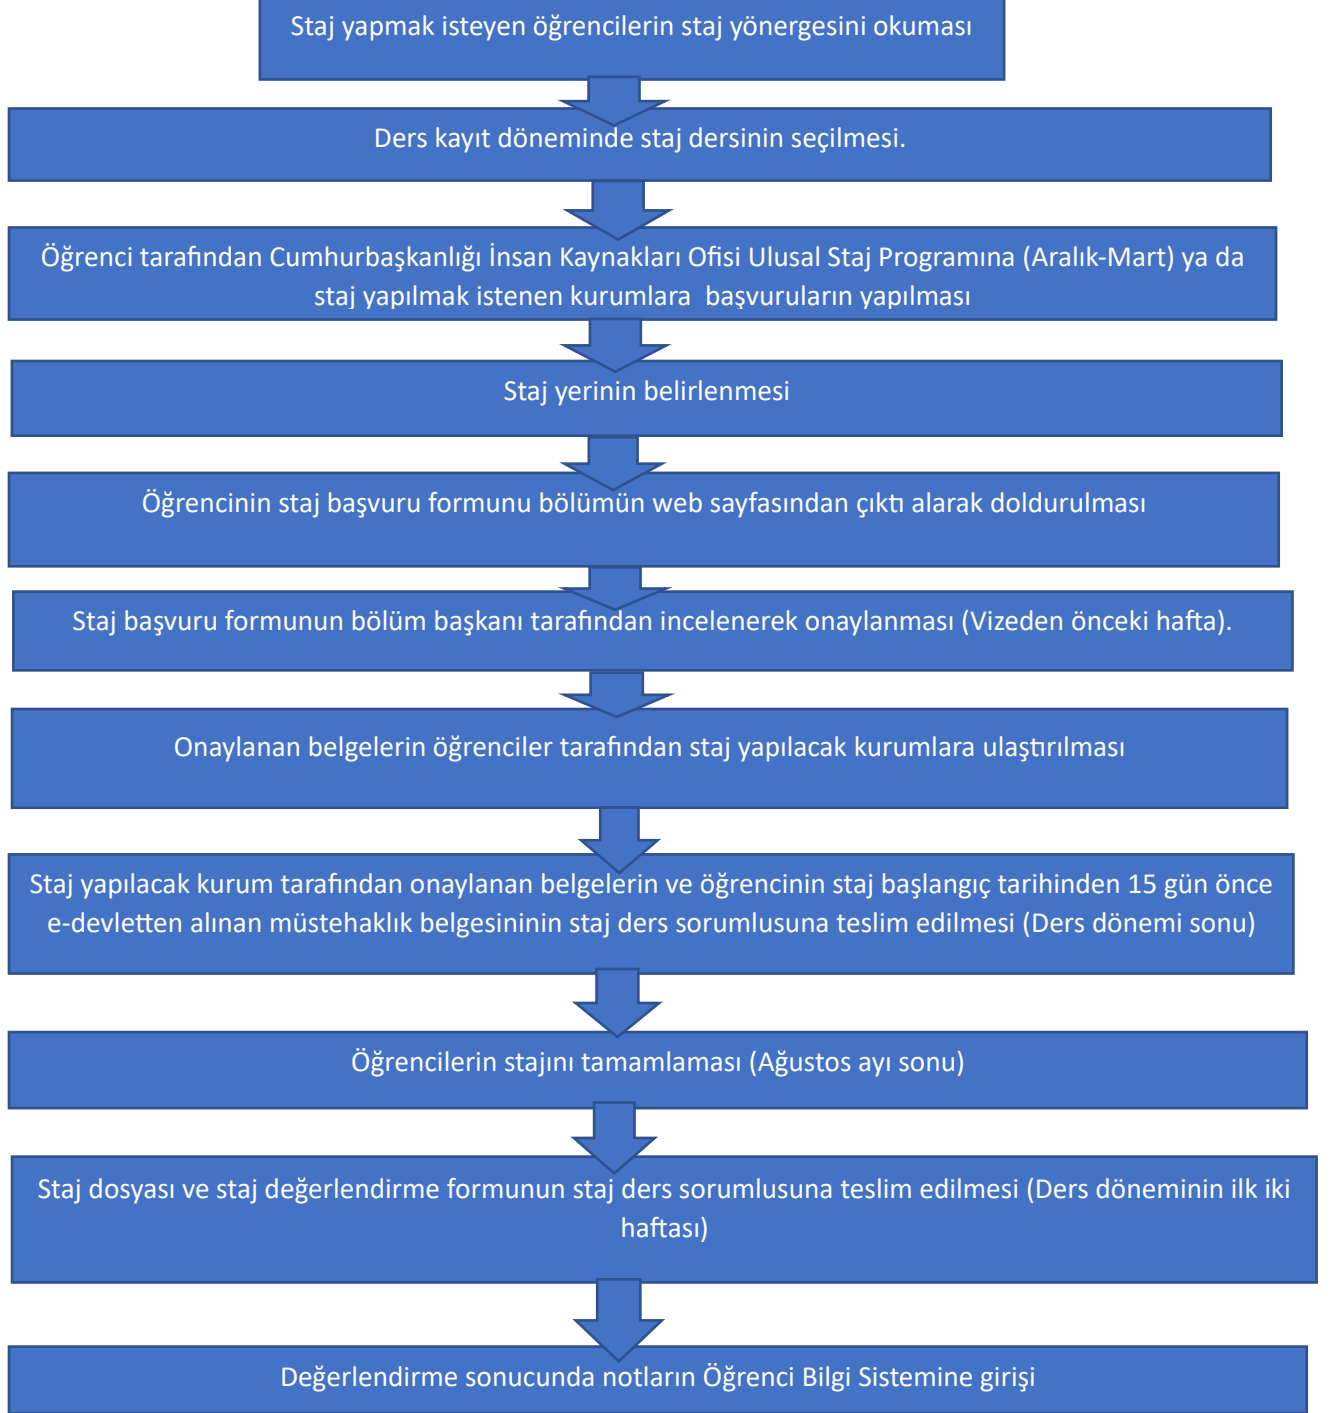 Staj yapmak isteyen öğrencilerin staj yönergesini okuması
Ders kayıt döneminde staj dersinin seçilmesi.
Öğrenci tarafından Cumhurbaşkanlığı İnsan Kaynakları Ofisi Ulusal Staj Programına (Aralık-Mart) ya da
staj yapılmak istenen kurumlara  başvuruların yapılması
Staj yerinin belirlenmesi
Öğrencinin staj başvuru formunu bölümün web sayfasından çıktı alarak doldurulması
Staj başvuru formunun bölüm başkanı tarafından incelenerek onaylanması (Vizeden önceki hafta).
Onaylanan belgelerin öğrenciler tarafından staj yapılacak kurumlara ulaştırılması
Staj yapılacak kurum tarafından onaylanan belgelerin ve öğrencinin staj başlangıç tarihinden 15 gün önce
e-devletten alınan müstehaklık belgesininin staj ders sorumlusuna teslim edilmesi (Ders dönemi sonu)
Öğrencilerin stajını tamamlaması (Ağustos ayı sonu)
Staj dosyası ve staj değerlendirme formunun staj ders sorumlusuna teslim edilmesi (Ders döneminin ilk iki
haftası)
Değerlendirme sonucunda notların Öğrenci Bilgi Sistemine girişi